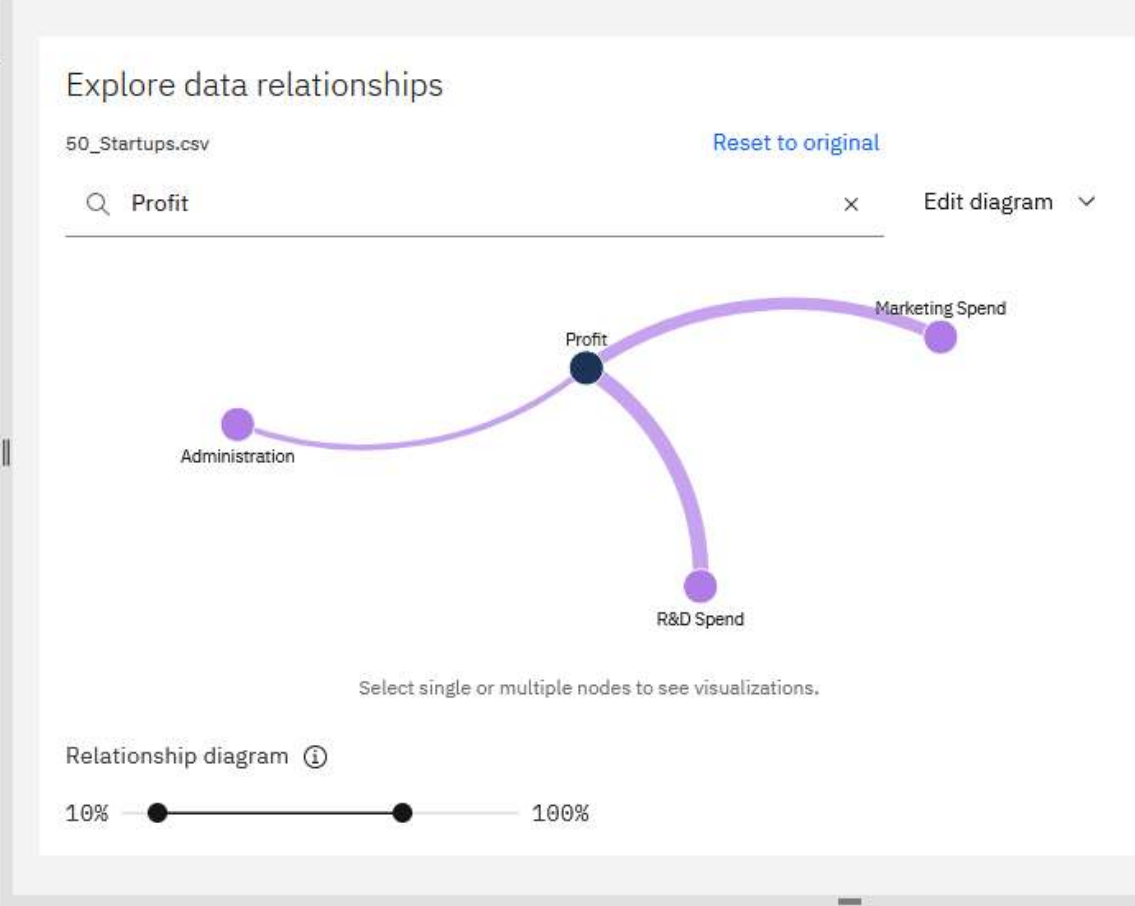 Explore data relationships
50_Startups.csv
Reset to original
Profit
Edit diagram
Marketing Spend
Profit
Administration
R&D Spend
Select single or multiple nodes to see visualizations.
Relationship diagram
10%
100%